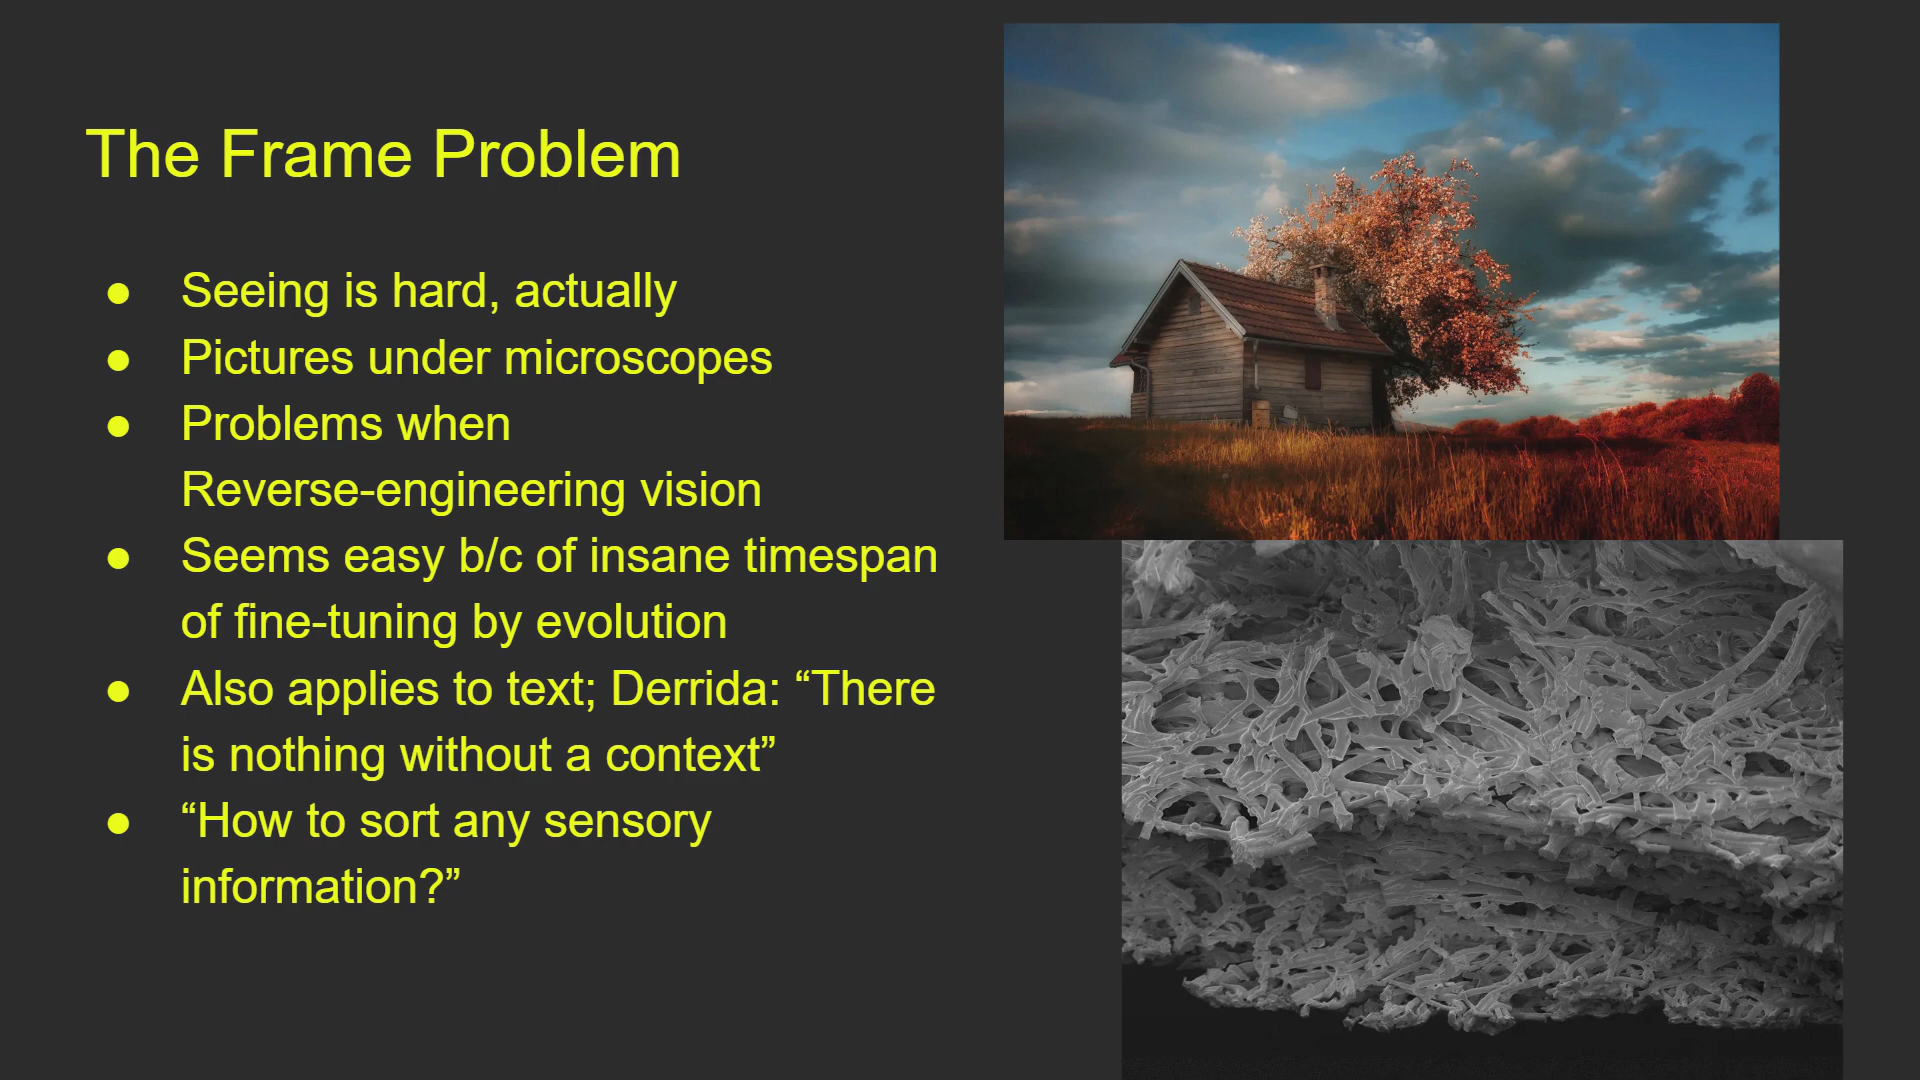 The Frame Problem
● Seeing is hard, actually
● Pictures under microscopes
● Problems when
Reverse-engineering vision
● Seems easy b/c of insane timespan
of fine-tuning by evolution
● Also applies to text; Derrida: “There
is nothing without a context”
● “How to sort any sensory
information?”